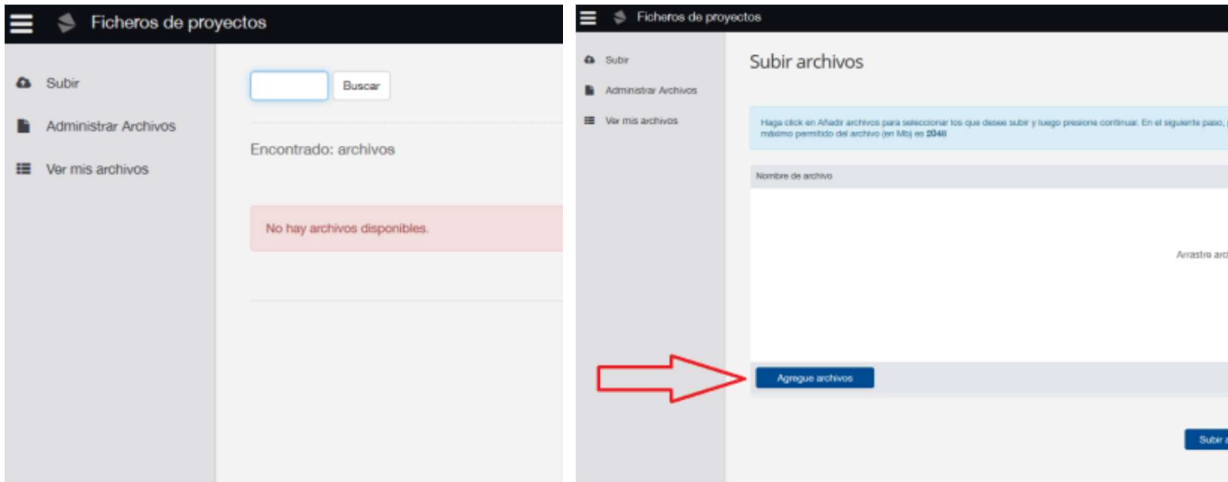 Ficheros de proyectos
Subir
Administrar Archivos
Ver mis archivos
Buscar
Encontrado: archivos
No hay archivos disponibles.
Ficheros de proyectos
Subir
Administrar Archivos
Ver mis archivos
Subir archivos
Haga click en Añadir archivos para seleccionar los que desee subir y luego presione continuar. En el siguiente paso,
máximo permitido del archivo (en Mb) es 2048
Nombre de archivo
Arrastre
Agregue archivos
Subir